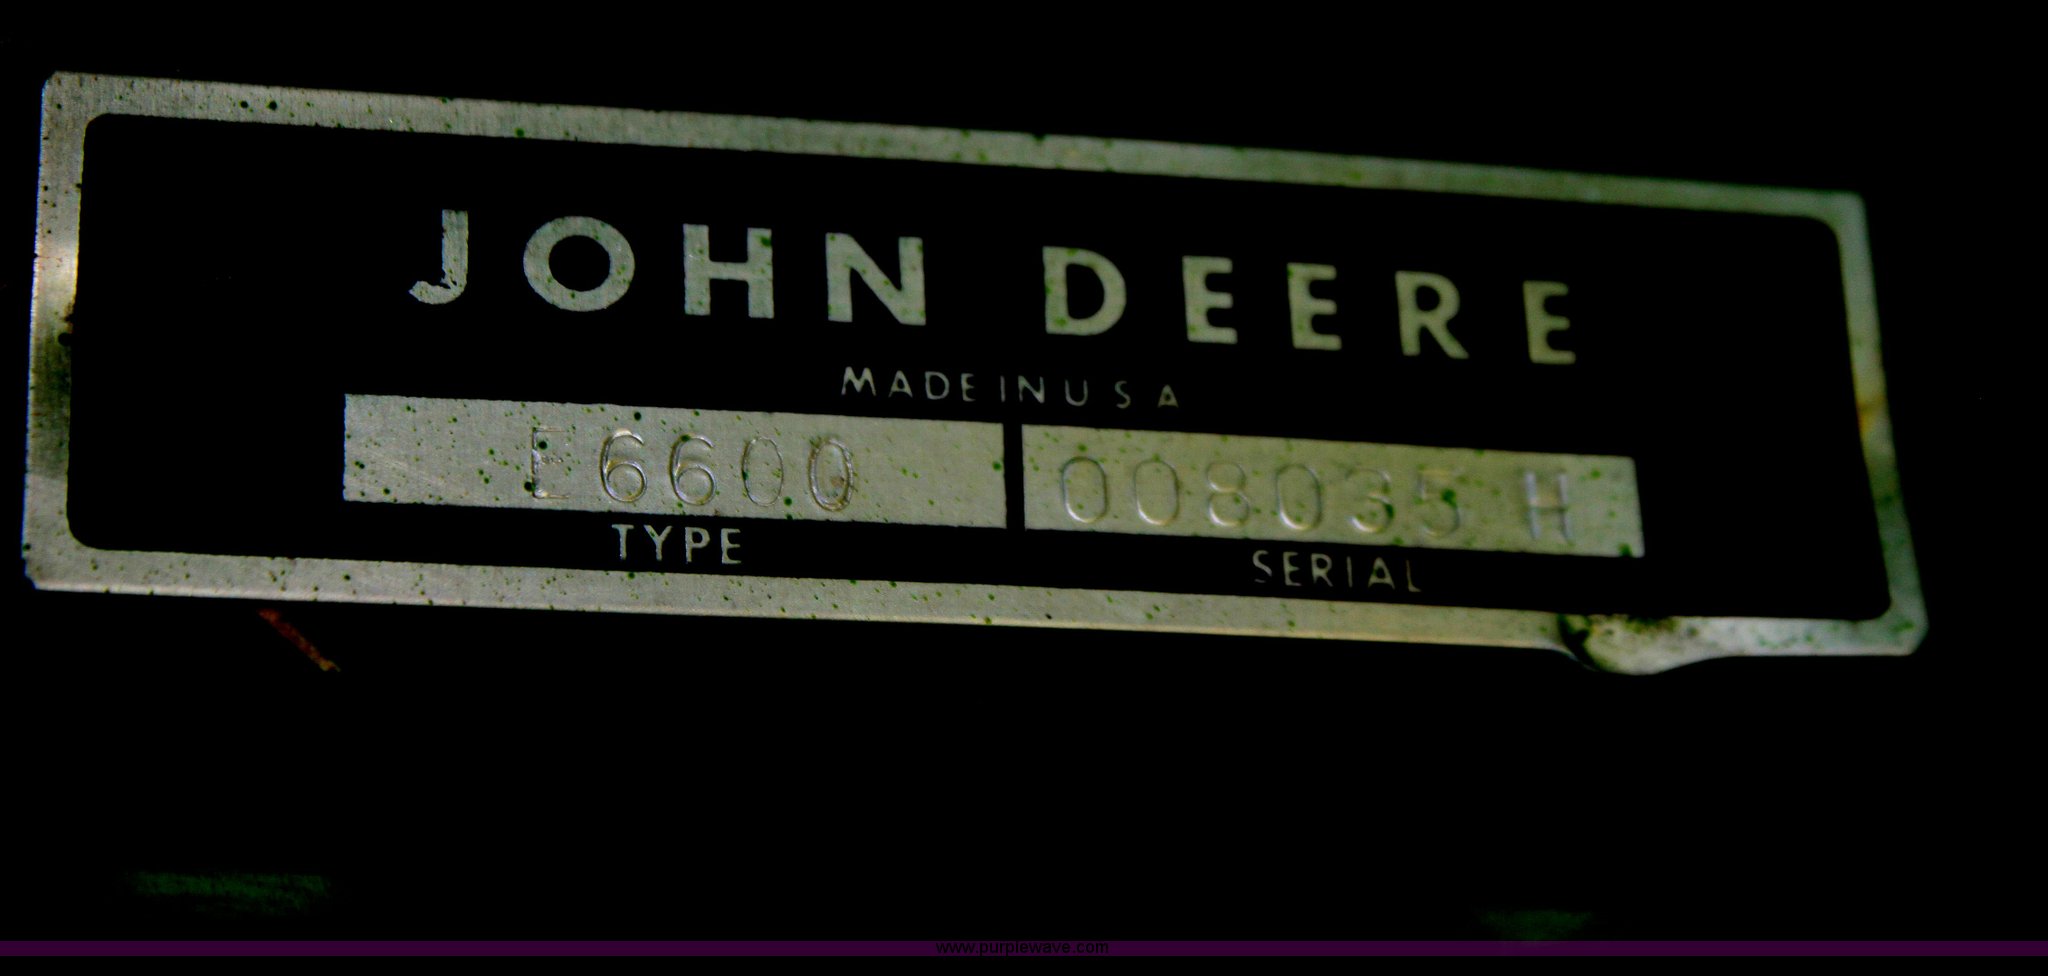 JOHN DEERE
MADE IN U S A
E6600 008035 H
TYPE SERIAL
www.purplewave.com